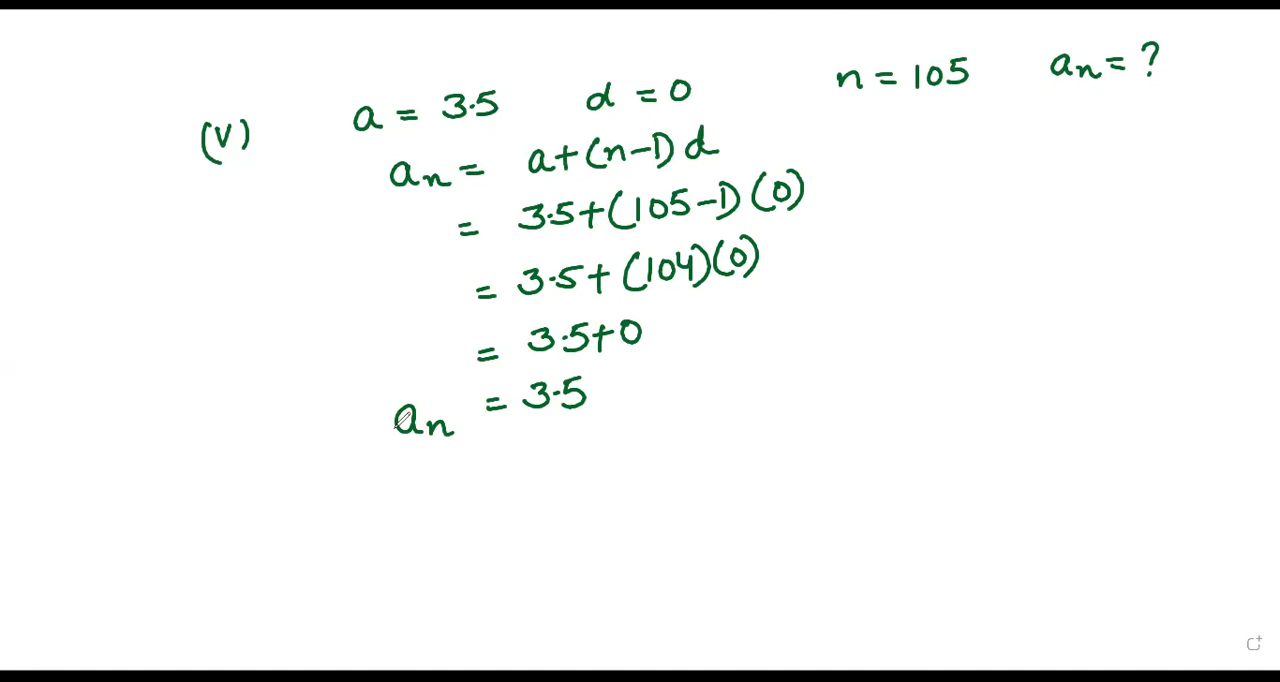 (v) a = 3.5 d = 0 n = 105 an = ?
an = a+(n-1)d
= 3.5+(105-1)(0)
= 3.5+(104)(0)
= 3.5+0
an = 3.5